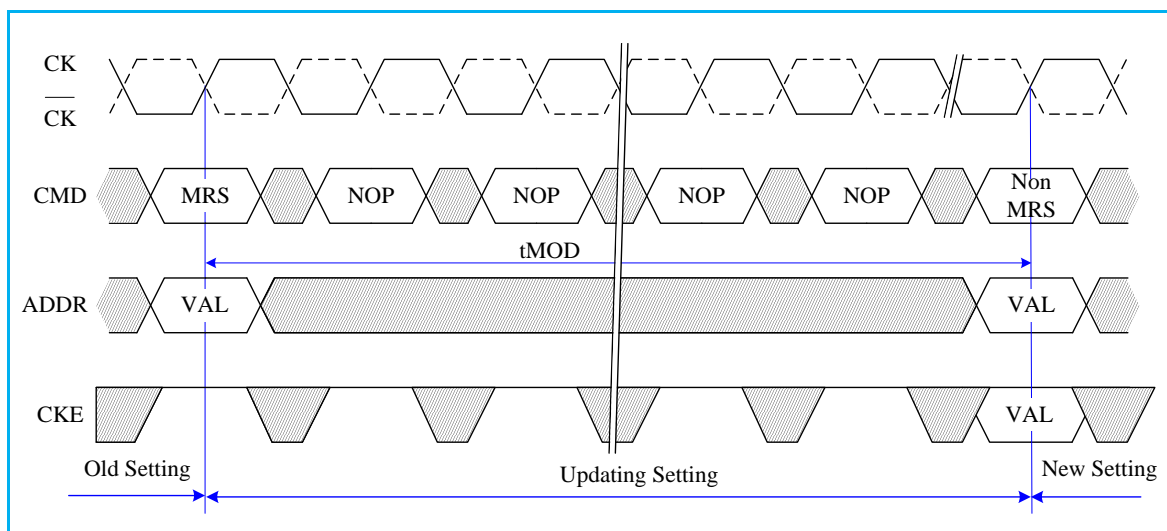 CK
CK
CMD MRS NOP NOP NOP NOP Non
MRS
tMOD
ADDR VAL VAL
CKE VAL
Old Setting Updating Setting New Setting